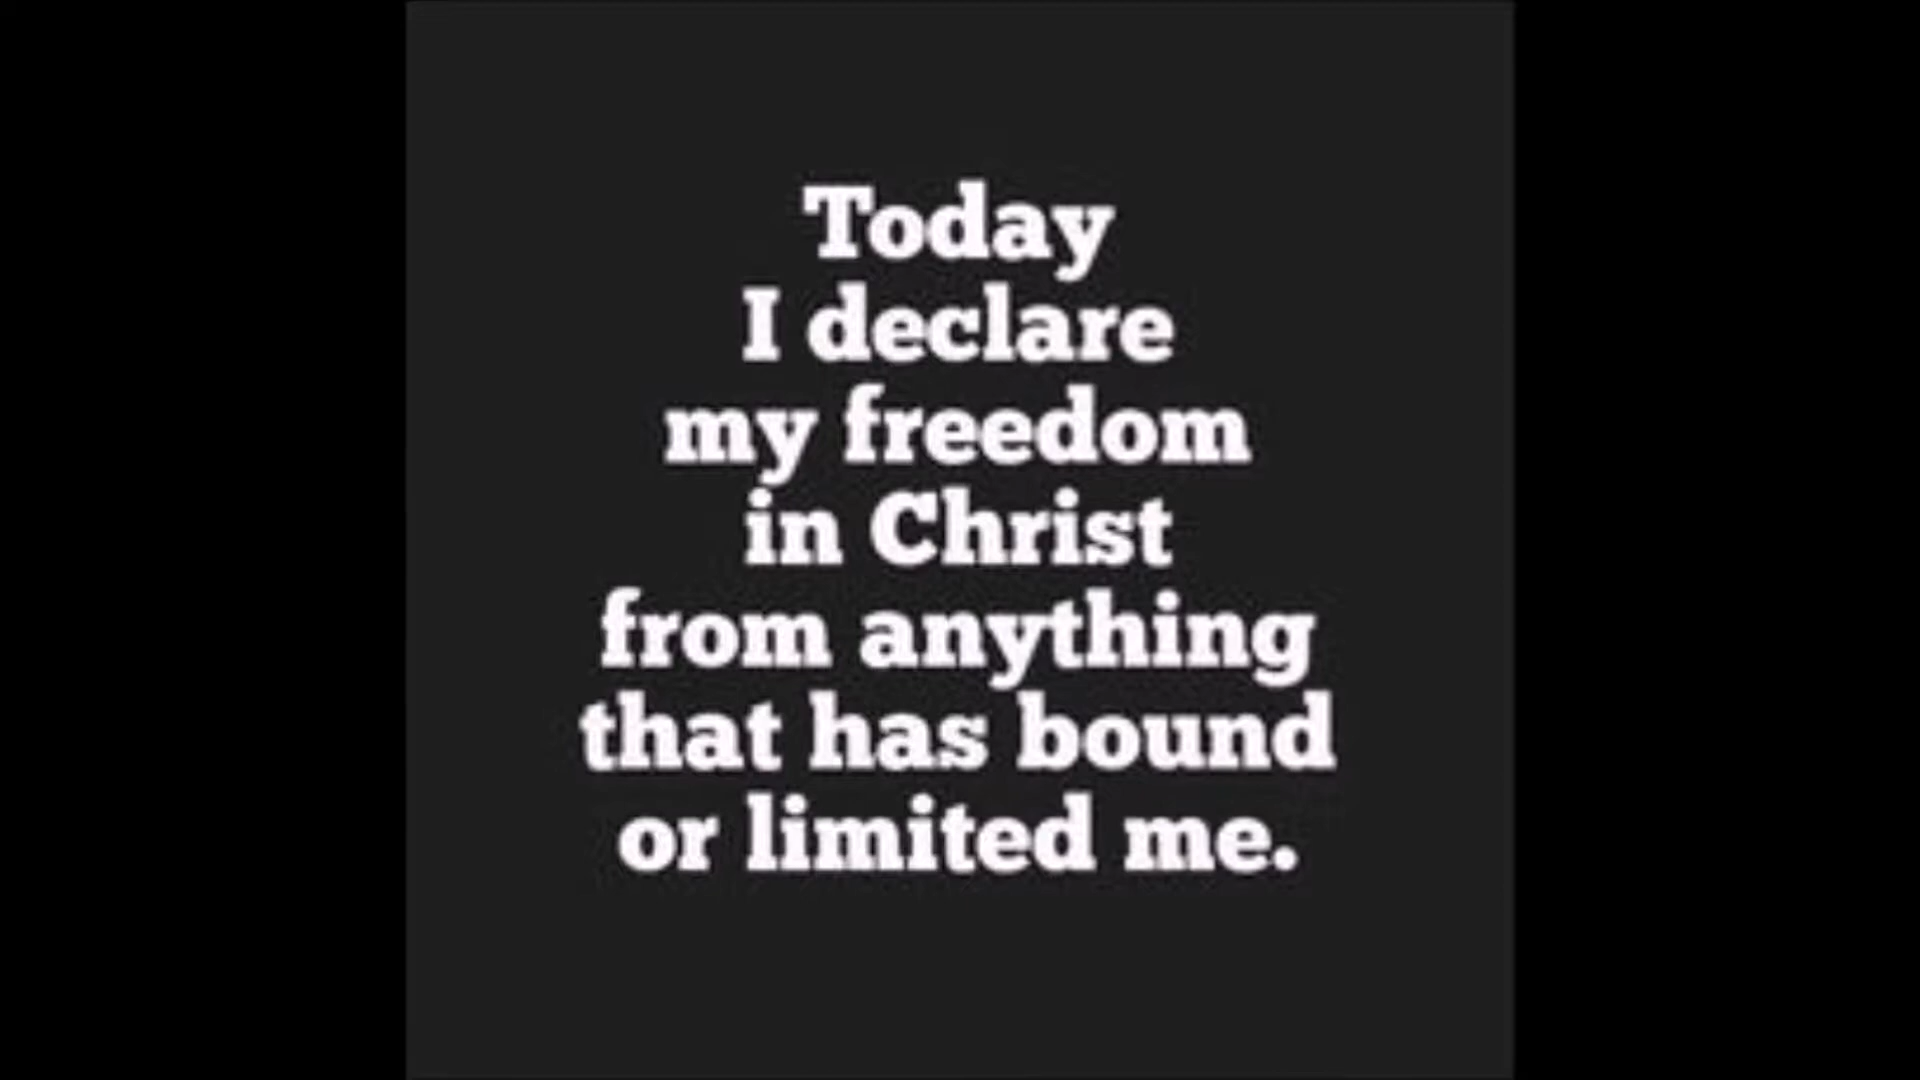 Today
I declare
my freedom
in Christ
from anything
that has bound
or limited me.